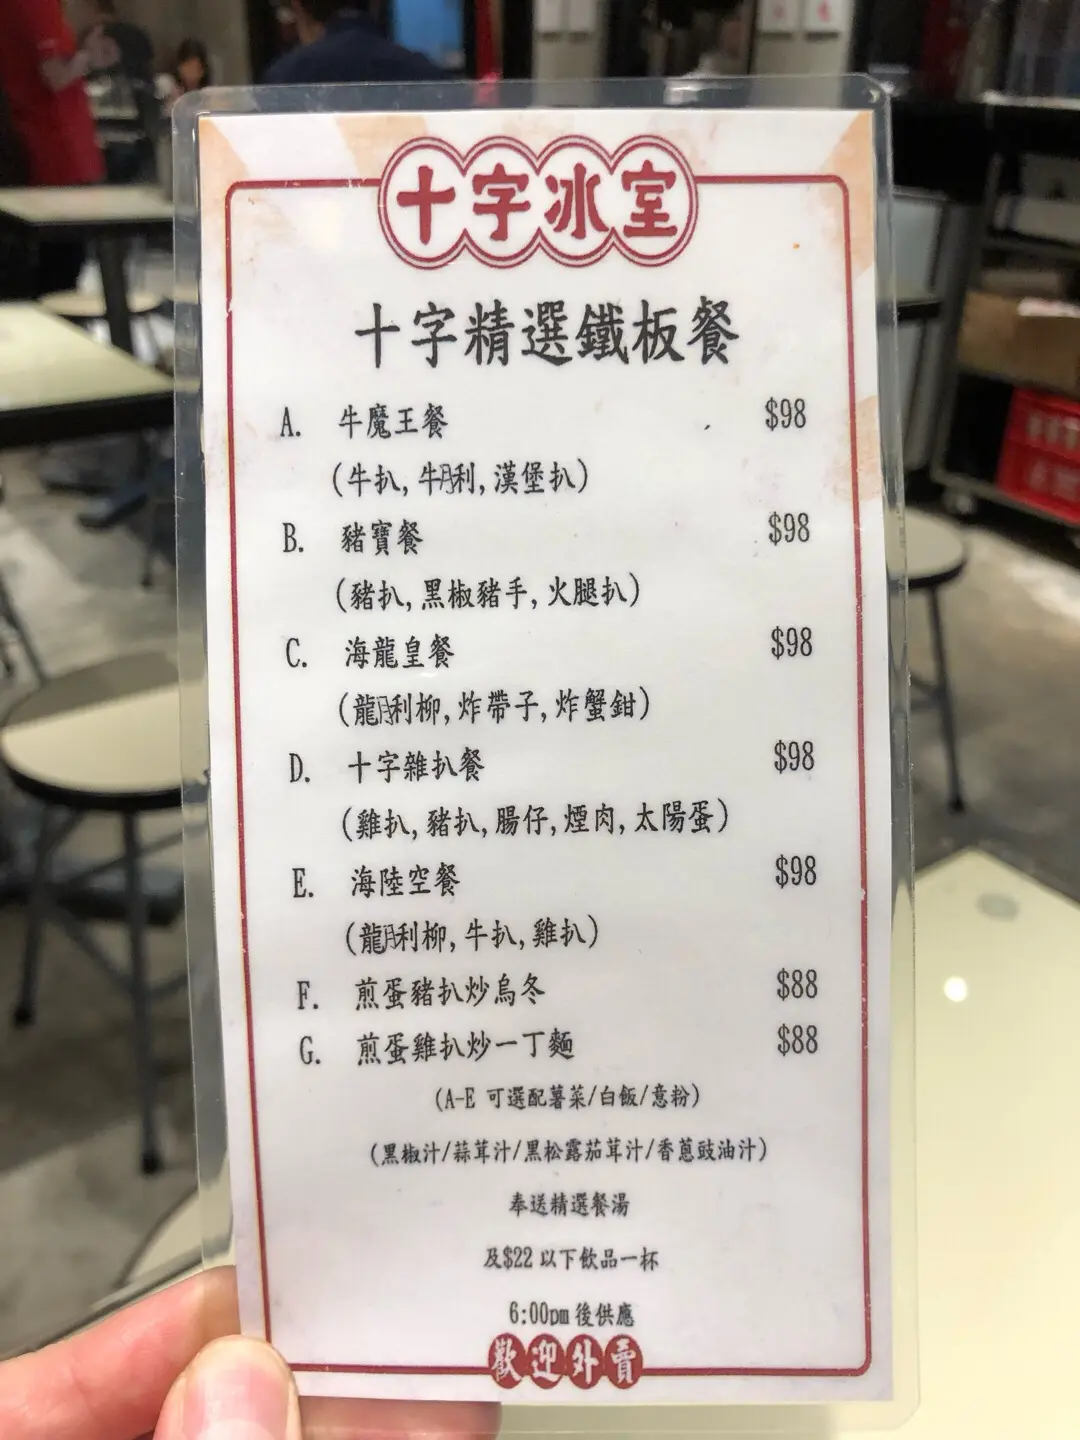 十字冰室
十字精選鐵板餐
A. 牛魔王餐 $98
(牛扒, 牛脷, 漢堡扒)
B. 豬寶餐 $98
(豬扒, 黑椒豬手, 火腿扒)
C. 海龍皇餐 $98
(龍脷柳, 炸帶子, 炸蟹鉗)
D. 十字雜扒餐 $98
(雞扒, 豬扒, 腸仔, 煙肉, 太陽蛋)
E. 海陸空餐 $98
(龍脷柳, 牛扒, 雞扒)
F. 煎蛋豬扒炒烏冬 $88
G. 煎蛋雞扒炒一丁麵 $88
(A-E 可選配薯菜/白飯/意粉)
(黑椒汁/蒜茸汁/黑松露茄茸汁/香蔥豉油汁)
奉送精選餐湯
及$22 以下飲品一杯
6:00pm 後供應
歡迎外賣